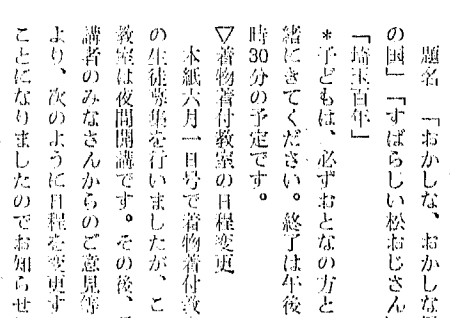 題名 「おかしな、おかしな
の国」「すばらしい松おじさん」
「埼玉百年」
*子どもは、必ずおとなの方と
緒にきてください。終了は午後
時30分の予定です。
▽着物着付教室の日程変更
本紙六月一日号で着物着付教
の生徒募集を行いましたが、こ
教室は夜間開講です。その後、
講者のみなさんからのご意見等
より、次のように日程を変更す
ことになりましたのでお知らせ